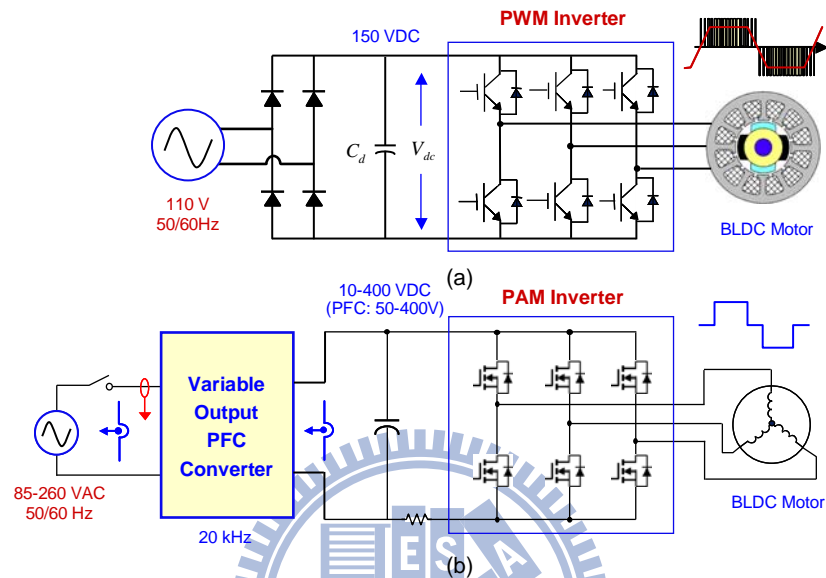 PWM Inverter
150 VDC
C_d
V_dc
110 V
50/60Hz
BLDC Motor
(a)
10-400 VDC
(PFC: 50-400V)
PAM Inverter
Variable
Output
PFC
Converter
85-260 VAC
50/60 Hz
20 kHz
BLDC Motor
E S A
(b)